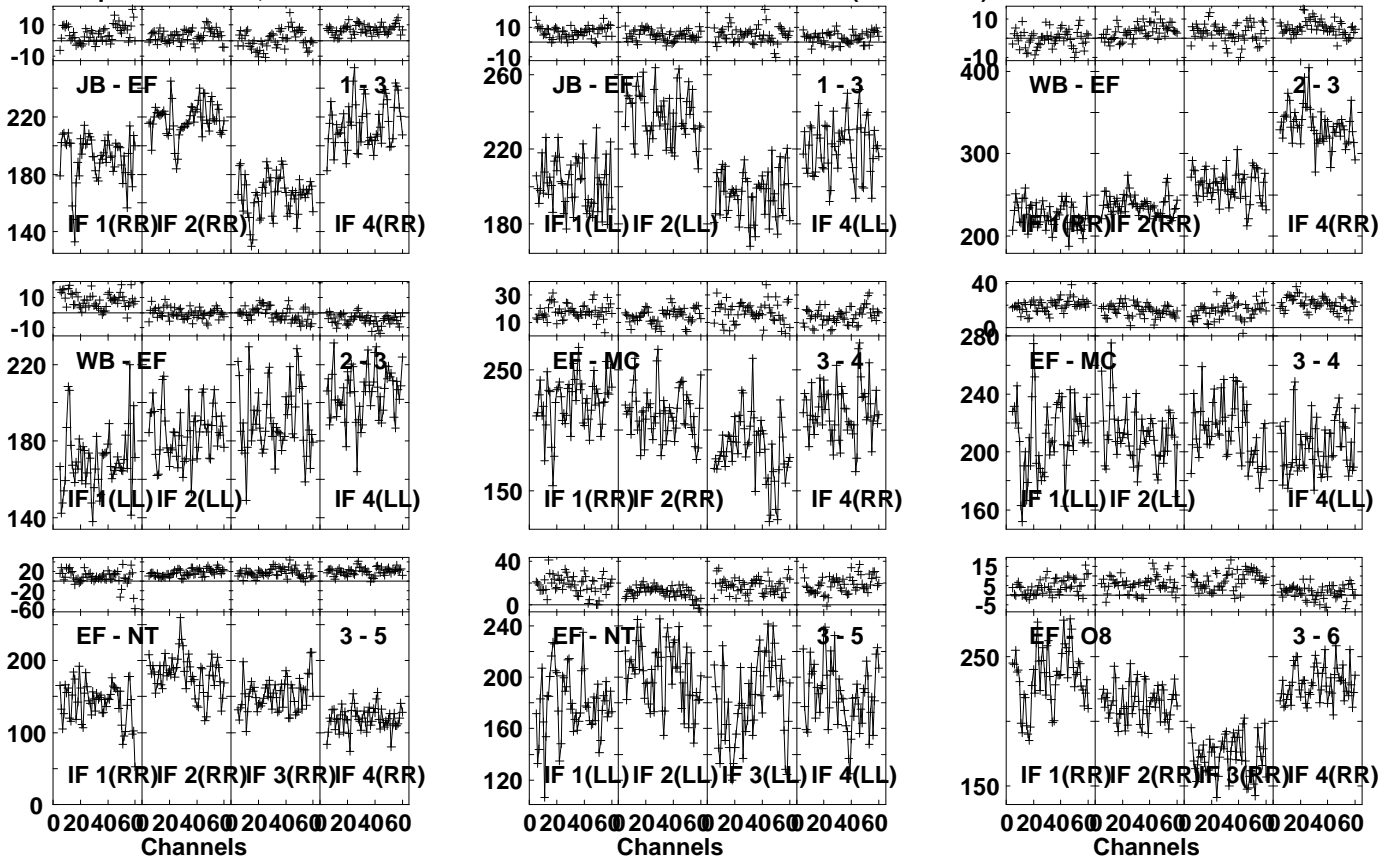 10
-10
10
-10
10
-10
JB - EF 1 - 3
JB - EF 1 - 3
WB - EF 2 - 3
220
180
140
260
220
180
400
300
200
IF 1(RR) IF 2(RR) IF 4(RR)
IF 1(LL) IF 2(LL) IF 4(LL)
IF 1(RR) IF 2(RR) IF 4(RR)
10
-10
30
10
40
0
WB - EF 2 - 3
EF - MC 3 - 4
EF - MC 3 - 4
220
180
140
250
150
280
240
200
160
IF 1(LL) IF 2(LL) IF 4(LL)
IF 1(RR) IF 2(RR) IF 4(RR)
IF 1(LL) IF 2(LL) IF 4(LL)
20
-20
-60
40
0
15
5
-5
EF - NT 3 - 5
EF - NT 3 - 5
EF - O8 3 - 6
200
100
0
240
200
160
120
250
150
IF 1(RR) IF 2(RR) IF 3(RR) IF 4(RR)
IF 1(LL) IF 2(LL) IF 3(LL) IF 4(LL)
IF 1(RR) IF 2(RR) IF 3(RR) IF 4(RR)
0 20 40 60 0 20 40 60 0 20 40 60 0 20 40 60
0 20 40 60 0 20 40 60 0 20 40 60 0 20 40 60
0 20 40 60 0 20 40 60 0 20 40 60 0 20 40 60
Channels
Channels
Channels